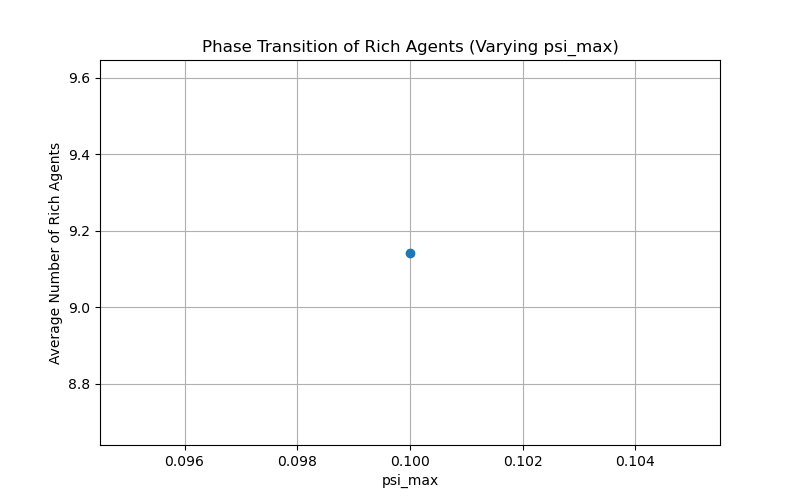 Phase Transition of Rich Agents (Varying psi_max)
9.6
9.4
9.2
9.0
8.8
Average Number of Rich Agents
0.096 0.098 0.100 0.102 0.104
psi_max